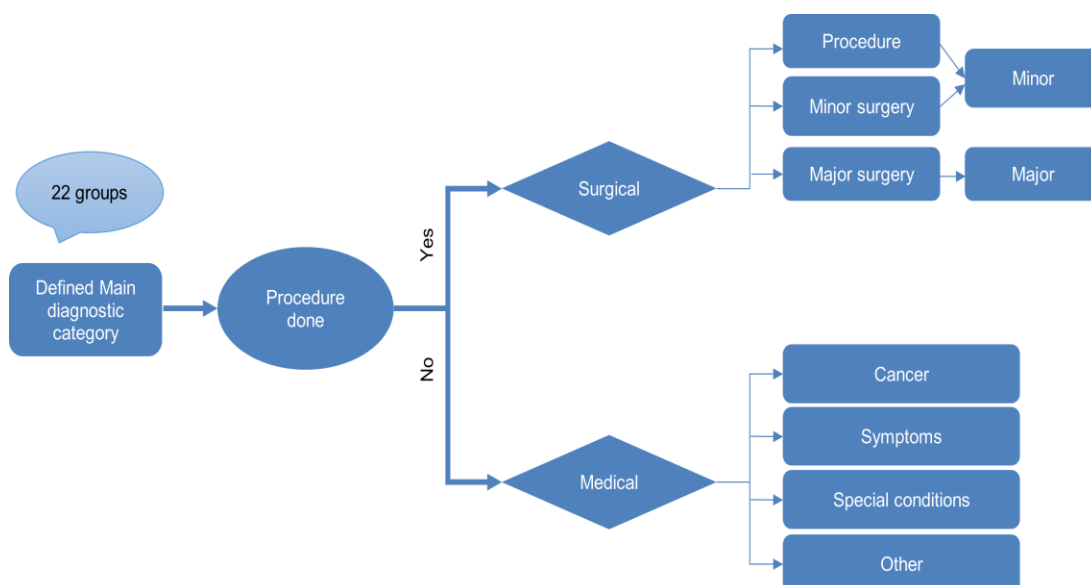 22 groups
Defined Main
diagnostic
category
Procedure
done
Yes
No
Surgical
Medical
Procedure
Minor surgery
Major surgery
Minor
Major
Cancer
Symptoms
Special conditions
Other